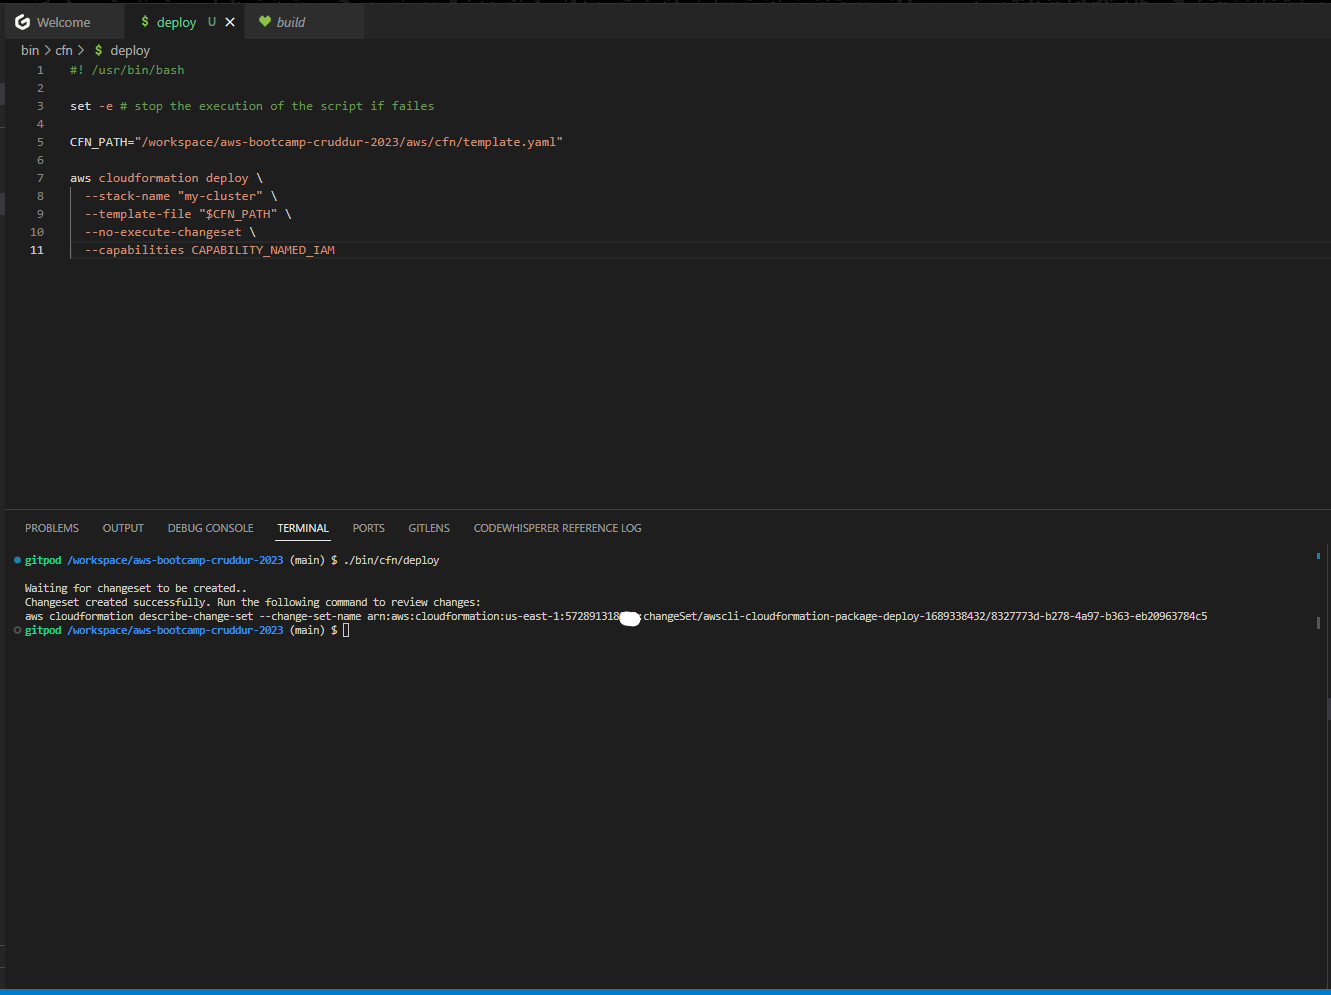 Welcome
$ deploy U
build
bin > cfn > $ deploy
1 #! /usr/bin/bash
2
3 set -e # stop the execution of the script if failes
4
5 CFN_PATH="/workspace/aws-bootcamp-cruddur-2023/aws/cfn/template.yaml"
6
7 aws cloudformation deploy \
8 --stack-name "my-cluster" \
9 --template-file "$CFN_PATH" \
10 --no-execute-changeset \
11 --capabilities CAPABILITY_NAMED_IAM
PROBLEMS OUTPUT DEBUG CONSOLE TERMINAL PORTS GITLENS CODEWHISPERER REFERENCE LOG
gitpod /workspace/aws-bootcamp-cruddur-2023 (main) $ ./bin/cfn/deploy
Waiting for changeset to be created..
Changeset created successfully. Run the following command to review changes:
aws cloudformation describe-change-set --change-set-name arn:aws:cloudformation:us-east-1:572891318 :changeSet/awscli-cloudformation-package-deploy-1689338432/8327773d-b278-4a97-b363-eb20963784c5
gitpod /workspace/aws-bootcamp-cruddur-2023 (main) $